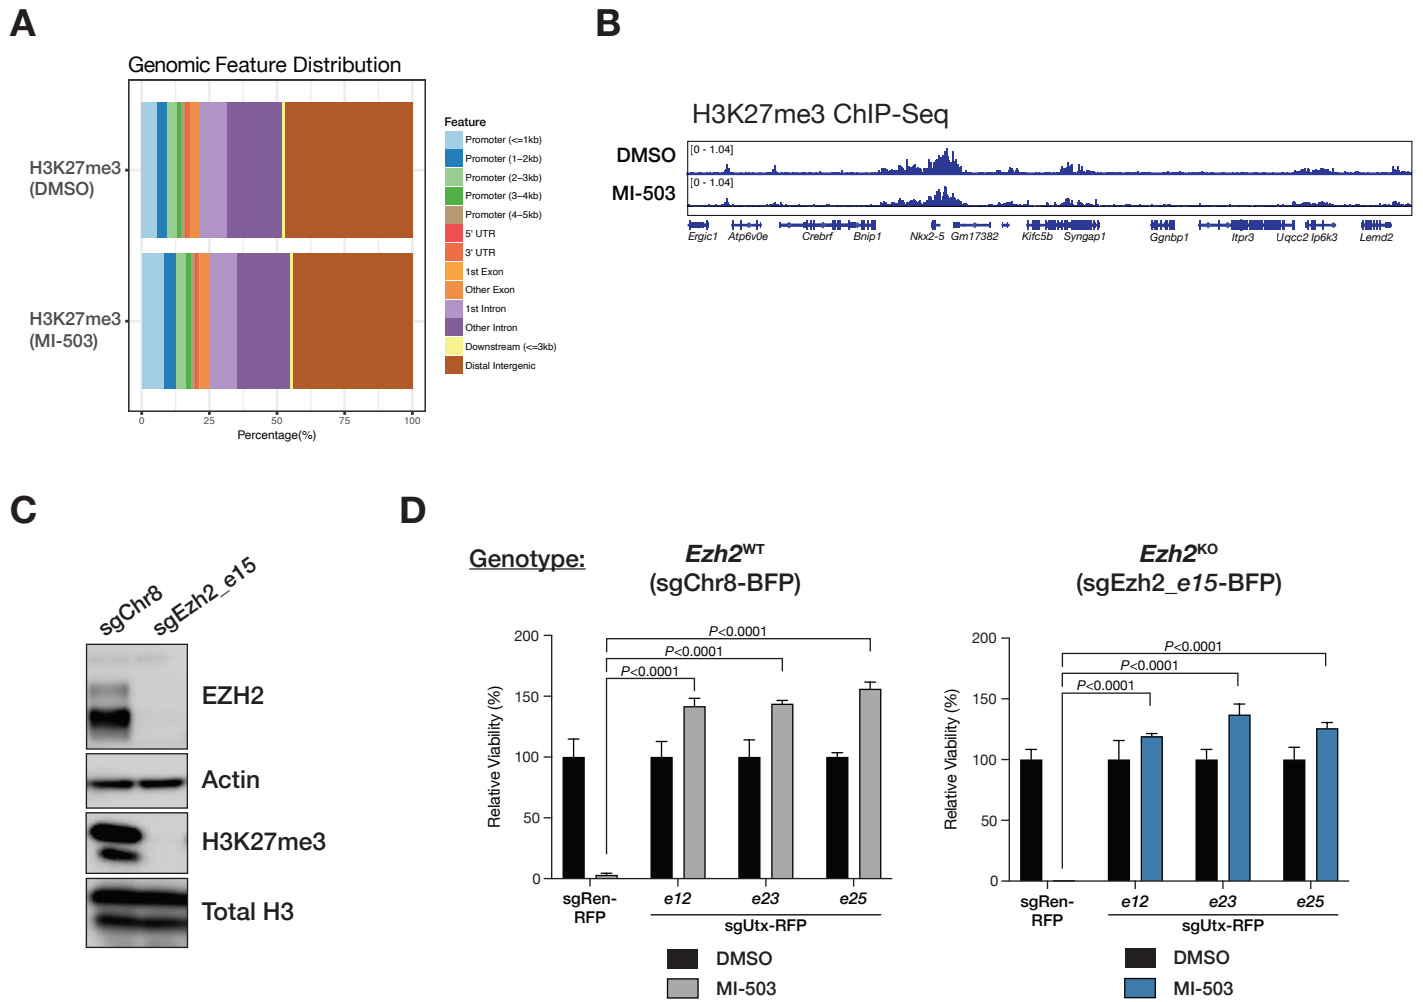 A
Genomic Feature Distribution
H3K27me3
(DMSO)
H3K27me3
(MI-503)
0
25
50
75
100
Percentage(%)
Feature
Promoter (<=1kb)
Promoter (1-2kb)
Promoter (2-3kb)
Promoter (3-4kb)
Promoter (4-5kb)
5' UTR
3' UTR
1st Exon
Other Exon
1st Intron
Other Intron
Downstream (<=3kb)
Distal Intergenic
B
H3K27me3 ChIP-Seq
DMSO
[0 - 1.04]
MI-503
[0 - 1.04]
Ergic1 Atp6v0e Crebrf Bnip1 Nkx2-5 Gm17382 Kifc5b Syngap1 Ggnbp1 Itpr3 Uqcc2 Ip6k3 Lemd2
C
sgChr8
sgEzh2_e15
EZH2
Actin
H3K27me3
Total H3
D
Genotype:
Ezh2WT
(sgChr8-BFP)
Relative Viability (%)
200
150
100
50
0
P<0.0001
P<0.0001
P<0.0001
sgRen-
RFP
e12 e23 e25
sgUtx-RFP
DMSO
MI-503
Ezh2KO
(sgEzh2_e15-BFP)
Relative Viability (%)
200
150
100
50
0
P<0.0001
P<0.0001
P<0.0001
sgRen-
RFP
e12 e23 e25
sgUtx-RFP
DMSO
MI-503